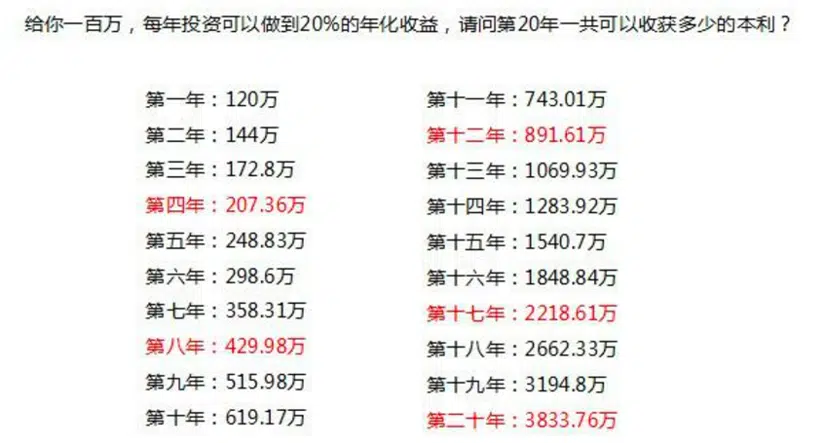 给你一百万，每年投资可以做到20%的年化收益，请问第20年一共可以收获多少的本利？
第一年：120万
第二年：144万
第三年：172.8万
第四年：207.36万
第五年：248.83万
第六年：298.6万
第七年：358.31万
第八年：429.98万
第九年：515.98万
第十年：619.17万
第十一年：743.01万
第十二年：891.61万
第十三年：1069.93万
第十四年：1283.92万
第十五年：1540.7万
第十六年：1848.84万
第十七年：2218.61万
第十八年：2662.33万
第十九年：3194.8万
第二十年：3833.76万